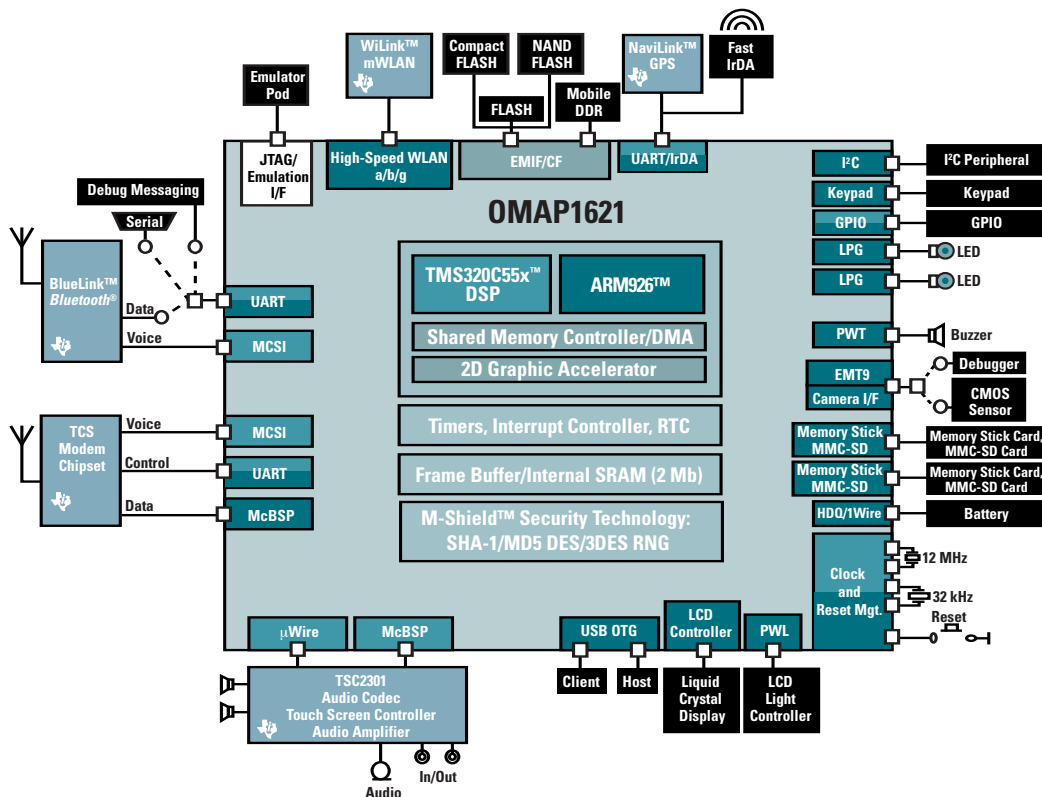 WiLink™
mWLAN
Compact
FLASH
NAND
FLASH
NaviLink™
GPS
Fast
IrDA
Emulator
Pod
FLASH
Mobile
DDR
JTAG/
Emulation
I/F
High-Speed WLAN
a/b/g
EMIF/CF
UART/IrDA
OMAP1621
I²C
I²C Peripheral
Keypad
Keypad
GPIO
GPIO
LPG
LED
LPG
LED
PWT
Buzzer
EMT9
Camera I/F
Debugger
CMOS
Sensor
Memory Stick
MMC-SD
Memory Stick Card,
MMC-SD Card
Memory Stick
MMC-SD
Memory Stick Card,
MMC-SD Card
HDQ/1Wire
Battery
Clock
and
Reset Mgt.
12 MHz
32 kHz
Reset
Debug Messaging
Serial
BlueLink™
Bluetooth®
Data
Voice
UART
MCSI
TCS
Modem
Chipset
Voice
Control
Data
MCSI
UART
McBSP
TMS320C55x™
DSP
ARM926™
Shared Memory Controller/DMA
2D Graphic Accelerator
Timers, Interrupt Controller, RTC
Frame Buffer/Internal SRAM (2 Mb)
M-Shield™ Security Technology:
SHA-1/MD5 DES/3DES RNG
µWire
McBSP
USB OTG
LCD
Controller
PWL
TSC2301
Audio Codec
Touch Screen Controller
Audio Amplifier
Client
Host
Liquid
Crystal
Display
LCD
Light
Controller
In/Out
Audio